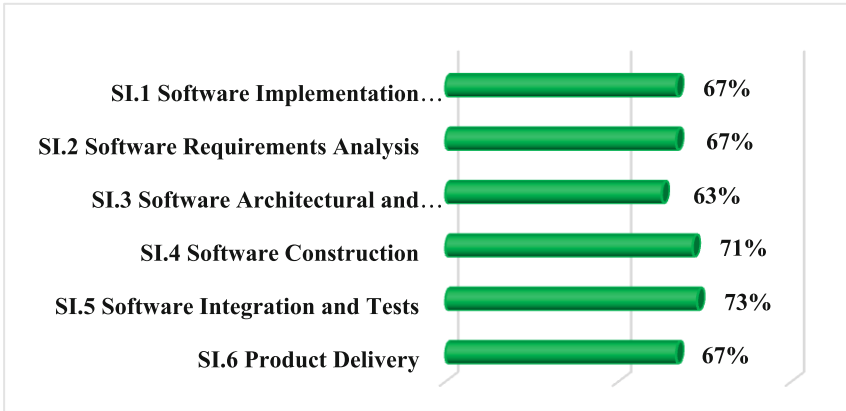 SI.1 Software Implementation... 67%
SI.2 Software Requirements Analysis 67%
SI.3 Software Architectural and... 63%
SI.4 Software Construction 71%
SI.5 Software Integration and Tests 73%
SI.6 Product Delivery 67%